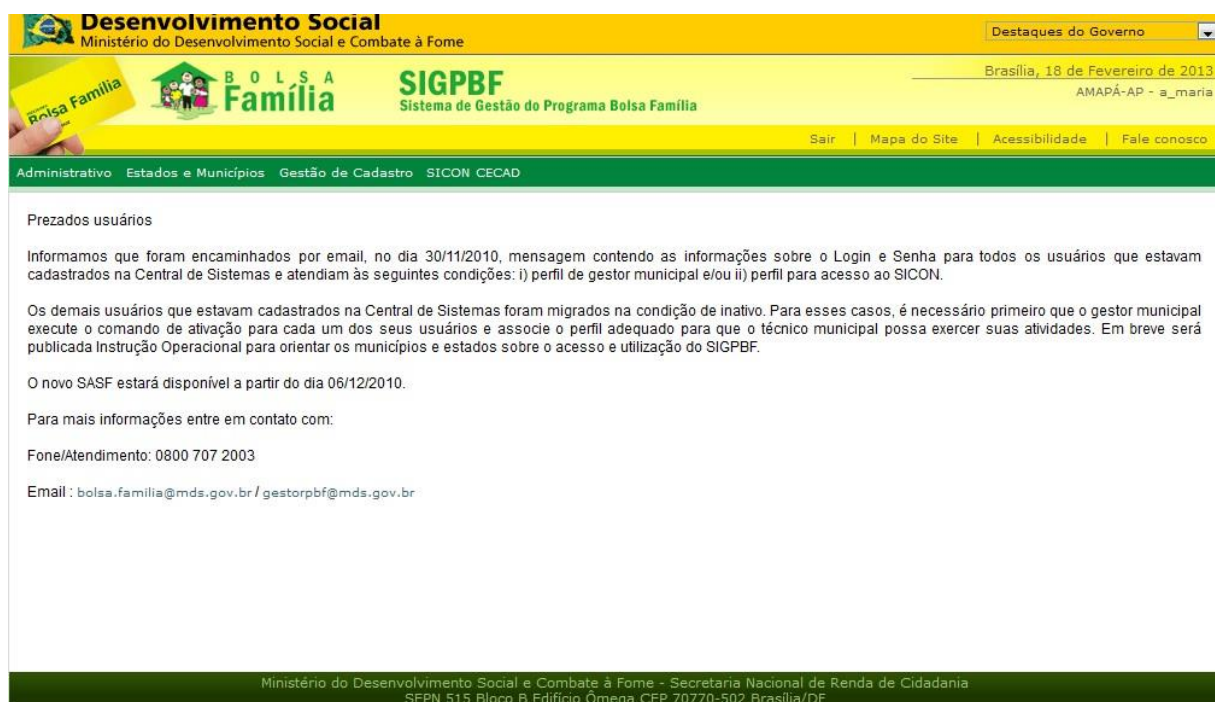 Desenvolvimento Social
Ministério do Desenvolvimento Social e Combate à Fome
Destaques do Governo
Bolsa Família
BOLSA
Família
SIGPBF
Sistema de Gestão do Programa Bolsa Família
Brasília, 18 de Fevereiro de 2013
AMAPÁ-AP - a_maria
Sair | Mapa do Site | Acessibilidade | Fale conosco
Administrativo Estados e Municípios Gestão de Cadastro SICON CECAD
Prezados usuários
Informamos que foram encaminhados por email, no dia 30/11/2010, mensagem contendo as informações sobre o Login e Senha para todos os usuários que estavam
cadastrados na Central de Sistemas e atendiam às seguintes condições: i) perfil de gestor municipal e/ou ii) perfil para acesso ao SICON.
Os demais usuários que estavam cadastrados na Central de Sistemas foram migrados na condição de inativo. Para esses casos, é necessário primeiro que o gestor municipal
execute o comando de ativação para cada um dos seus usuários e associe o perfil adequado para que o técnico municipal possa exercer suas atividades. Em breve será
publicada Instrução Operacional para orientar os municípios e estados sobre o acesso e utilização do SIGPBF.
O novo SASF estará disponível a partir do dia 06/12/2010.
Para mais informações entre em contato com:
Fone/Atendimento: 0800 707 2003
Email : bolsa.familia@mds.gov.br / gestorpbf@mds.gov.br
Ministério do Desenvolvimento Social e Combate à Fome - Secretaria Nacional de Renda de Cidadania
SEPN 515 Bloco B Edifício Ômega CEP 70770-502 Brasília/DF